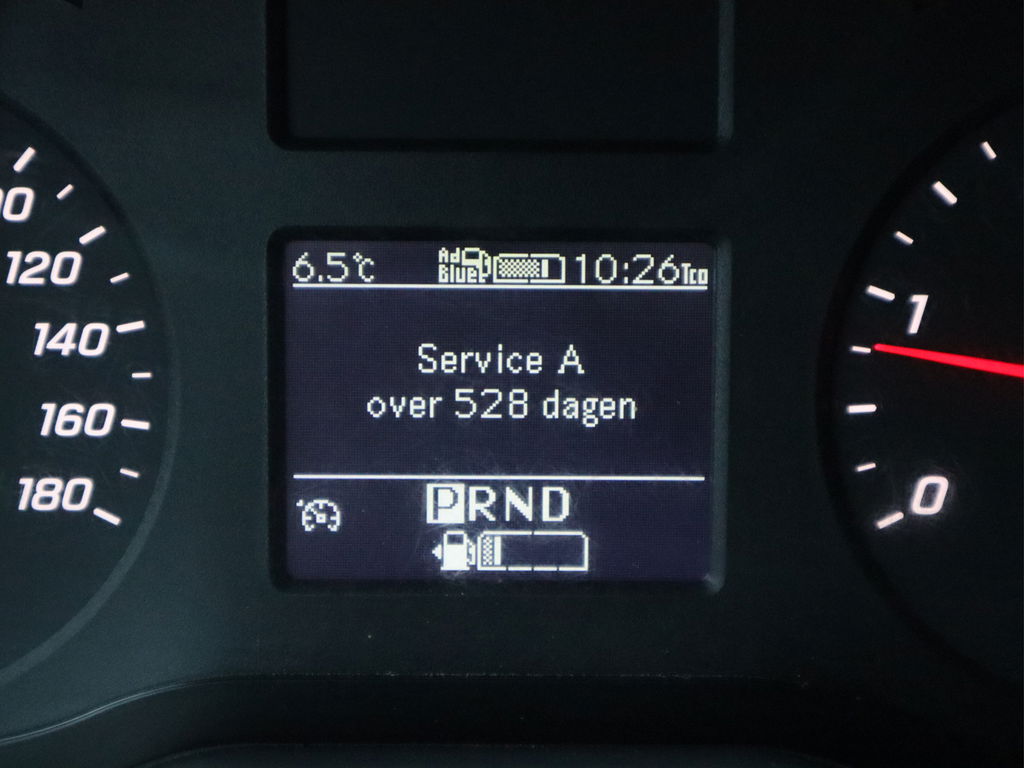 6.5°C Ad Blue 10:26 Tco
Service A
over 528 dagen
PRND
120
140
160
180
1
0